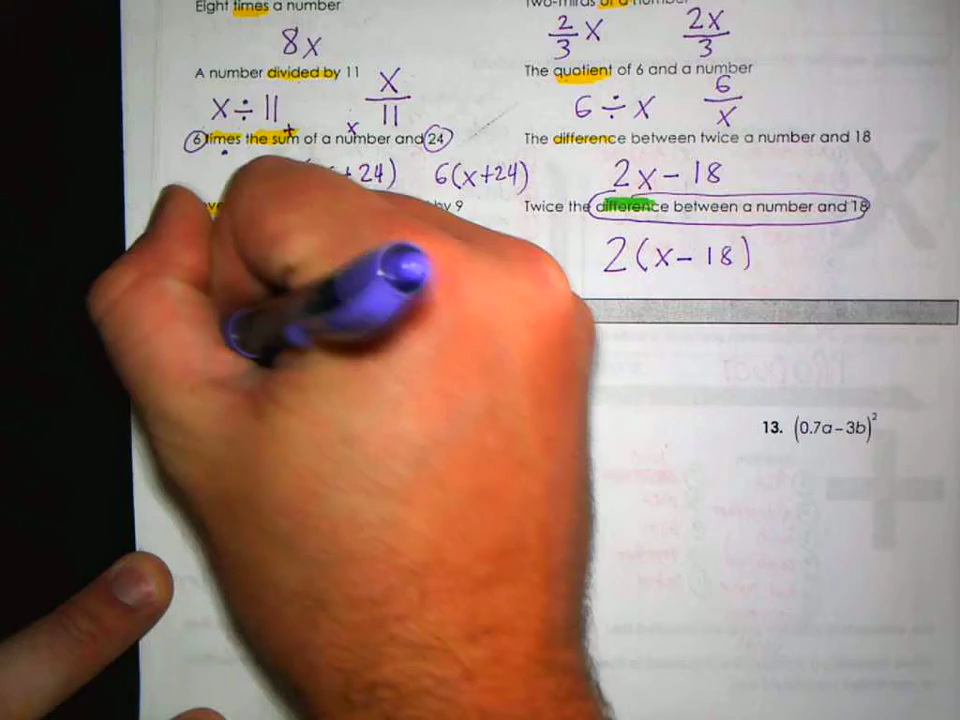 Eight times a number
8x
A number divided by 11
x ÷ 11
x/11
6 times the sum of a number and 24
+
x
+ 24)
6(x+24)
by 9
of a number
2/3 x
2x/3
The quotient of 6 and a number
6 ÷ x
6/x
The difference between twice a number and 18
2x - 18
Twice the difference between a number and 18
2(x - 18)
13. (0.7a - 3b)²